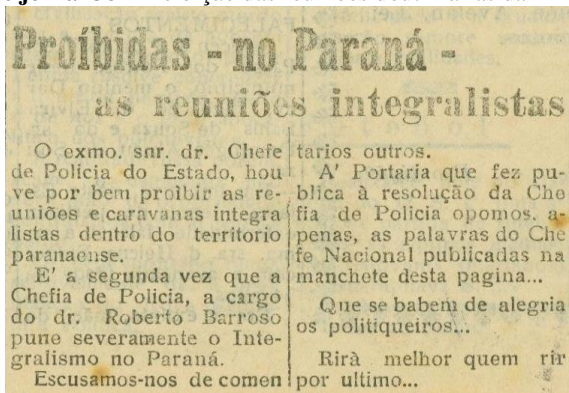 Proíbidas - no Paraná -
as reuniões integralistas
O exmo. snr. dr. Chefe
de Policia do Estado, hou
ve por bem proibir as re-
uniões e caravanas integra
listas dentro do territorio
paranaense.
E' a segunda vez que a
Chefia de Policia, a cargo
do dr. Roberto Barroso
pune severamente o Inte-
gralismo no Paraná.
Escusamos-nos de comen
tarios outros.
A' Portaria que fez pu-
blica à resolução da Che
fia de Policia opomos. a-
penas, as palavras do Che
fe Nacional publicadas na
manchete desta pagina...
Que se babem de alegria
os politiqueiros...
Rirà melhor quem rir
por ultimo...